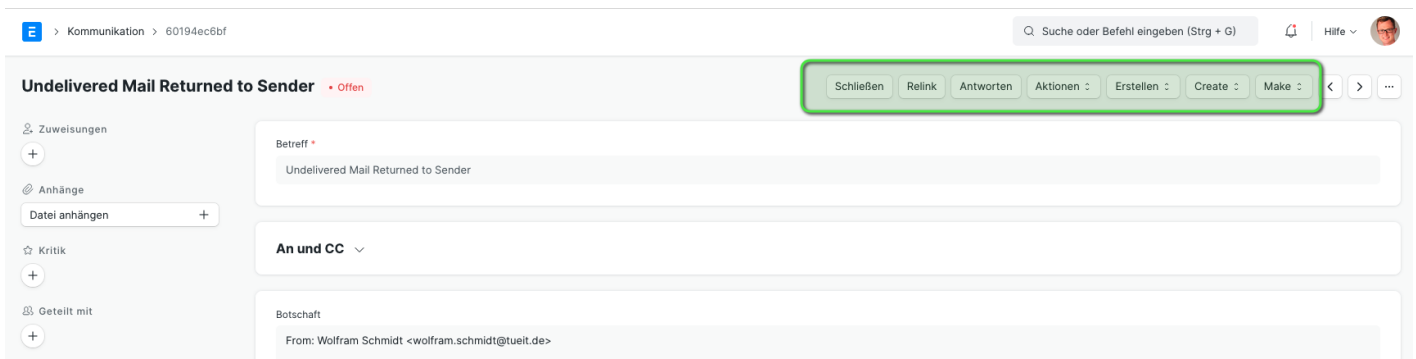 E > Kommunikation > 60194ec6bf
Suche oder Befehl eingeben (Strg + G)
Hilfe
Undelivered Mail Returned to Sender • Offen
Schließen Relink Antworten Aktionen Erstellen Create Make < > ...
Zuweisungen
+
Anhänge
Datei anhängen +
Kritik
+
Geteilt mit
+
Betreff *
Undelivered Mail Returned to Sender
An und CC
Botschaft
From: Wolfram Schmidt <wolfram.schmidt@tueit.de>